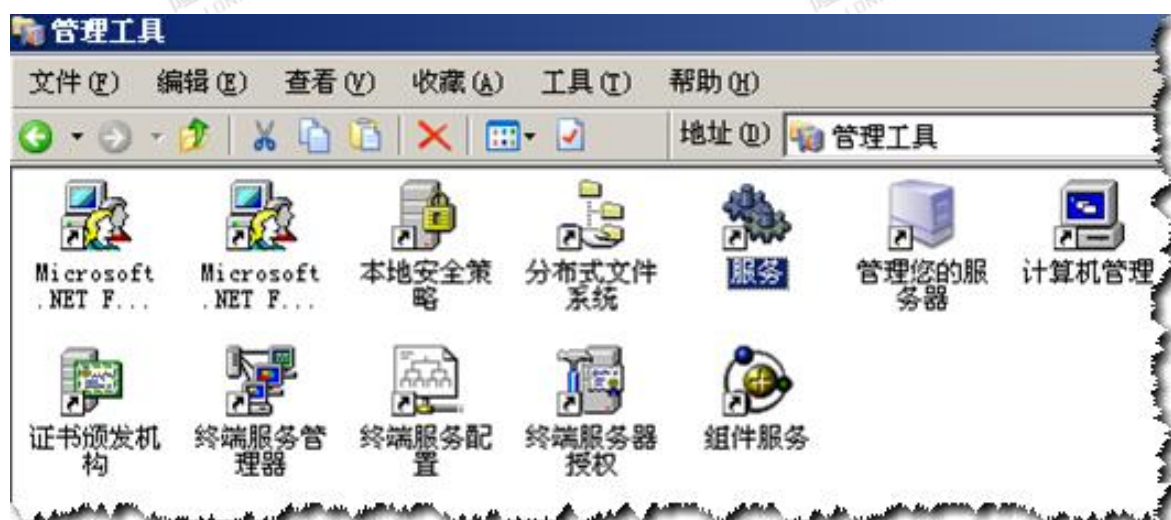 管理工具
文件(F) 编辑(E) 查看(V) 收藏(A) 工具(T) 帮助(H)
地址(D) 管理工具
Microsoft .NET F...
Microsoft .NET F...
本地安全策略
分布式文件系统
服务
管理您的服务器
计算机管理
证书颁发机构
终端服务管理器
终端服务配置
终端服务器授权
组件服务